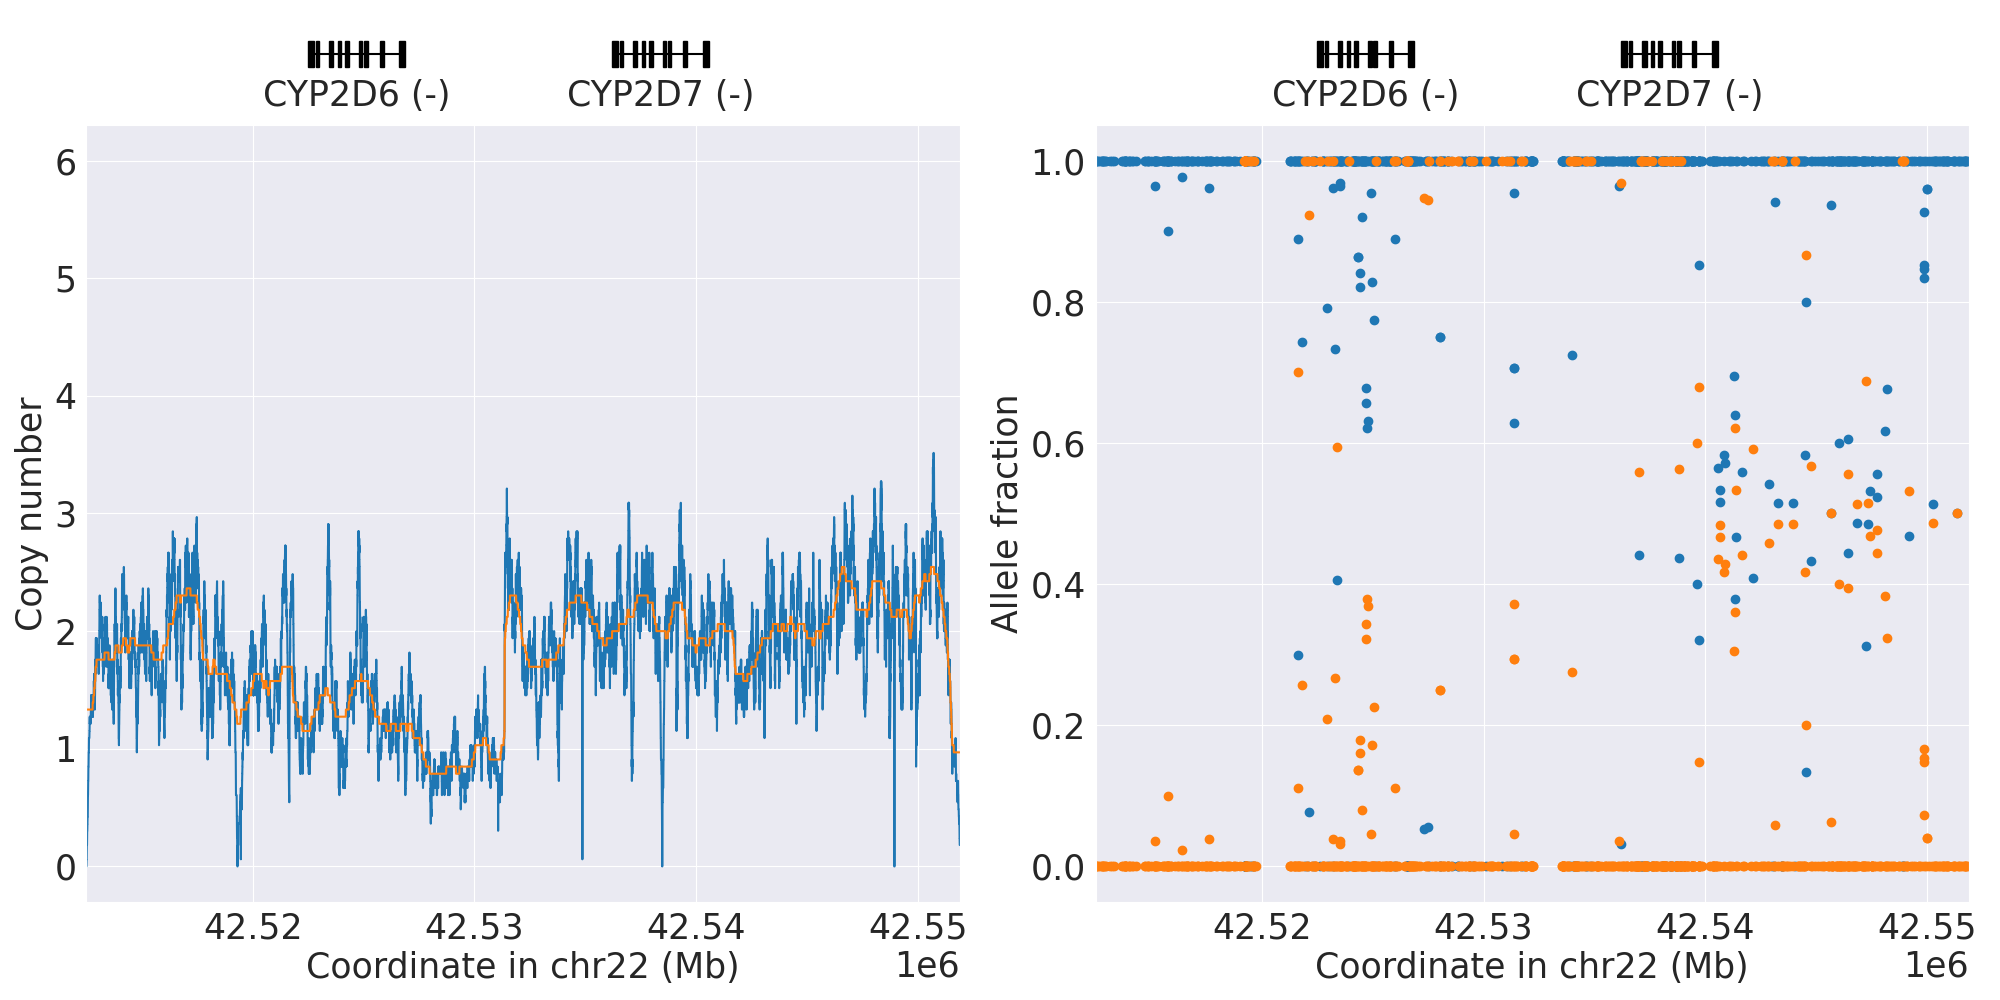 CYP2D6 (-) CYP2D7 (-)
6
5
4
3
2
1
0
Copy number
42.52 42.53 42.54 42.55
Coordinate in chr22 (Mb)
1e6
CYP2D6 (-) CYP2D7 (-)
1.0
0.8
0.6
0.4
0.2
0.0
Allele fraction
42.52 42.53 42.54 42.55
Coordinate in chr22 (Mb)
1e6